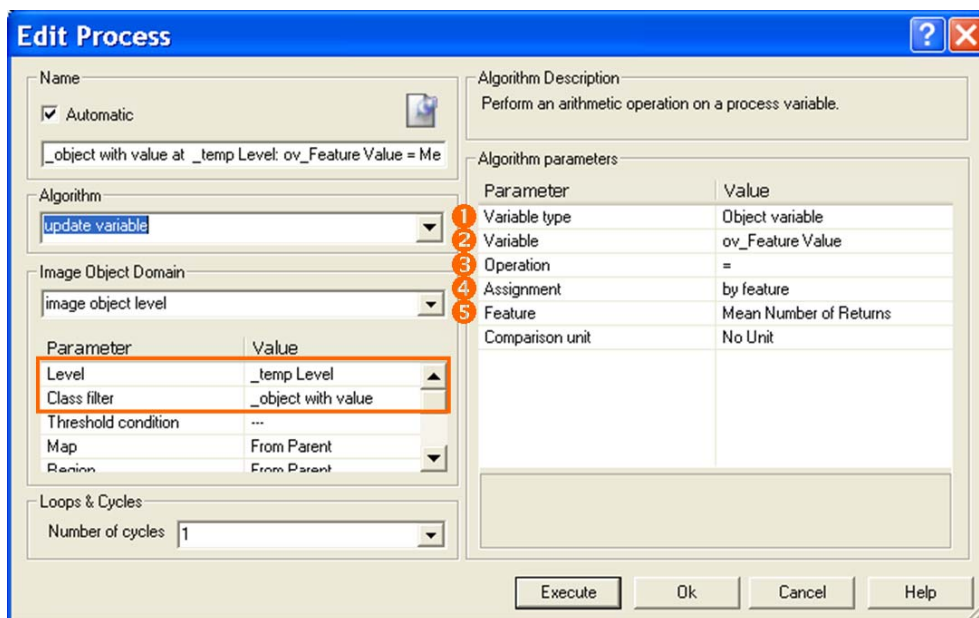 Edit Process
Name
Automatic
_object with value at _temp Level: ov_Feature Value = Me
Algorithm
update variable
Image Object Domain
image object level
Parameter Value
Level _temp Level
Class filter _object with value
Threshold condition ---
Map From Parent
Region From Parent
Loops & Cycles
Number of cycles 1
Algorithm Description
Perform an arithmetic operation on a process variable.
Algorithm parameters
Parameter Value
1 Variable type Object variable
2 Variable ov_Feature Value
3 Operation =
4 Assignment by feature
5 Feature Mean Number of Returns
Comparison unit No Unit
Execute Ok Cancel Help